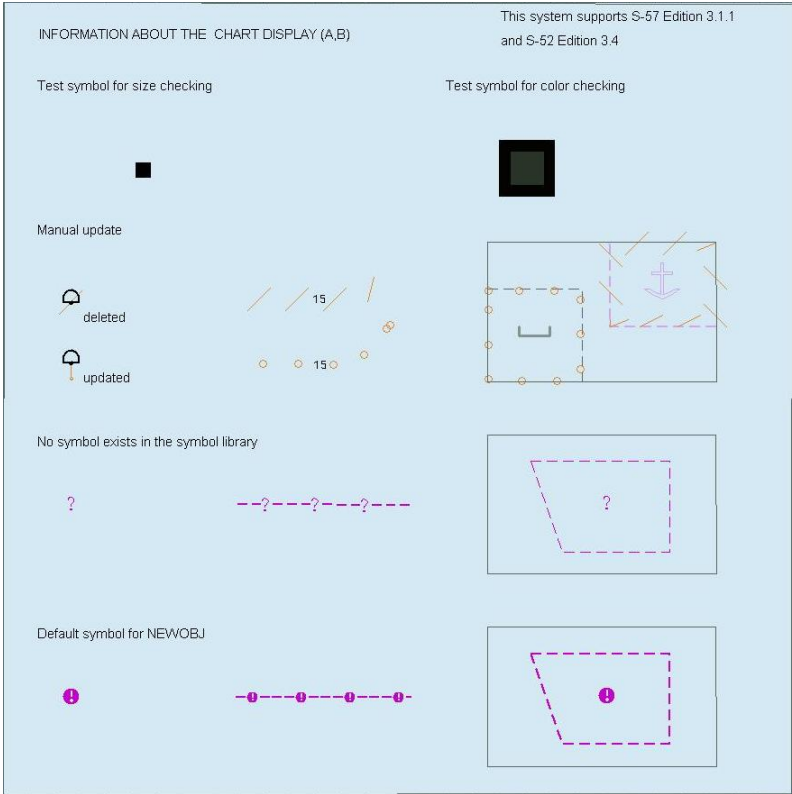 This system supports S-57 Edition 3.1.1
INFORMATION ABOUT THE CHART DISPLAY (A,B)
and S-52 Edition 3.4
Test symbol for size checking
Test symbol for color checking
Manual update
15
deleted
15
updated
No symbol exists in the symbol library
?
? ? ?
?
Default symbol for NEWOBJ
!
! ! ! !
!